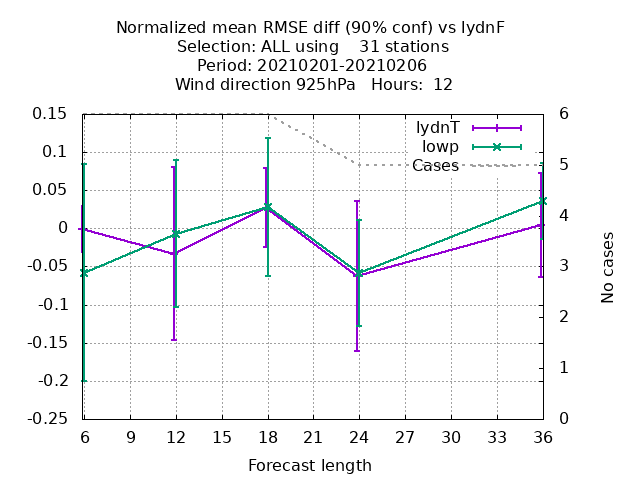 Normalized mean RMSE diff (90% conf) vs lydnF
Selection: ALL using    31 stations
Period: 20210201-20210206
Wind direction 925hPa   Hours:  12
lydnT
lowp
Cases
0.15
0.1
0.05
0
-0.05
-0.1
-0.15
-0.2
-0.25
6
5
4
3
2
1
0
No cases
6 9 12 15 18 21 24 27 30 33 36
Forecast length